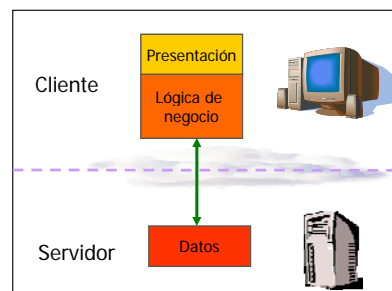 Presentación
Cliente
Lógica de
negocio
Servidor
Datos